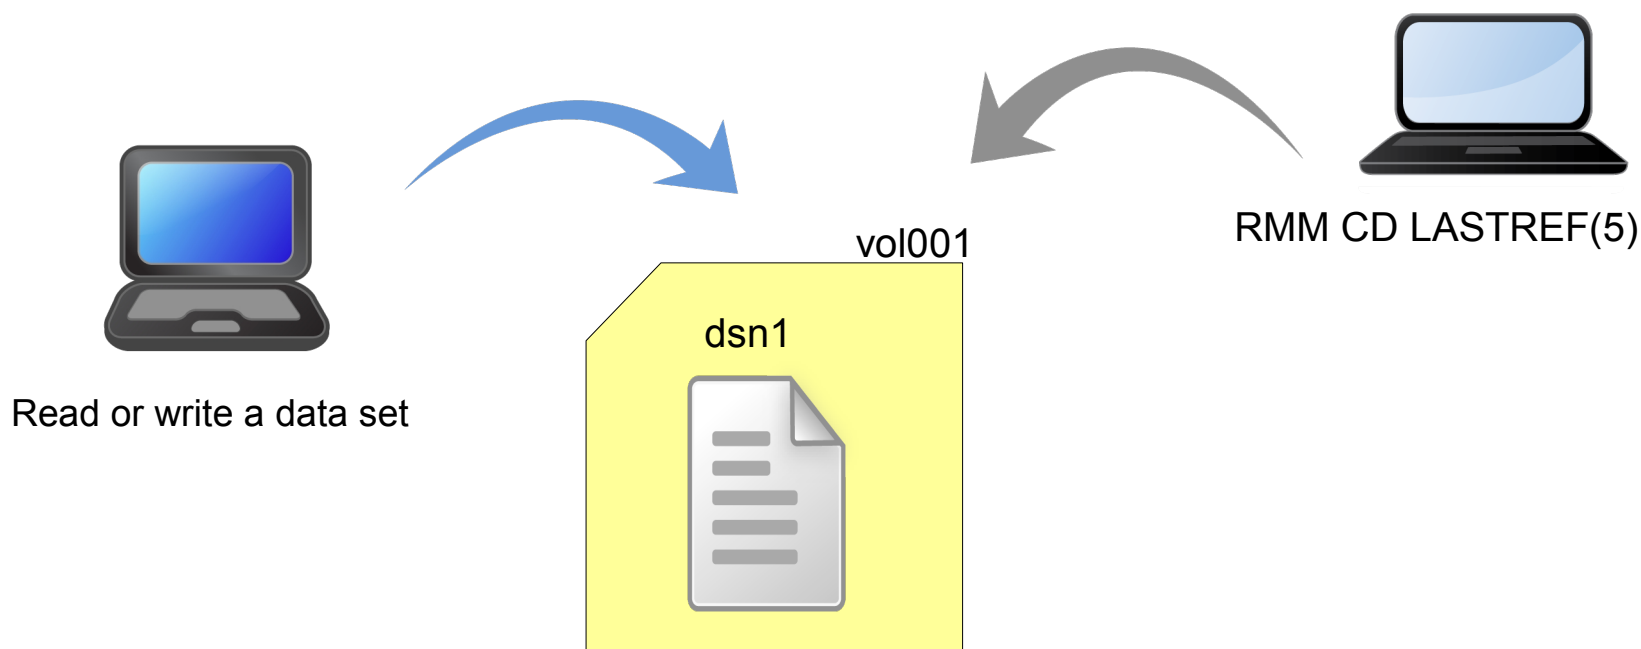 RMM CD LASTREF(5)
vol001
dsn1
Read or write a data set